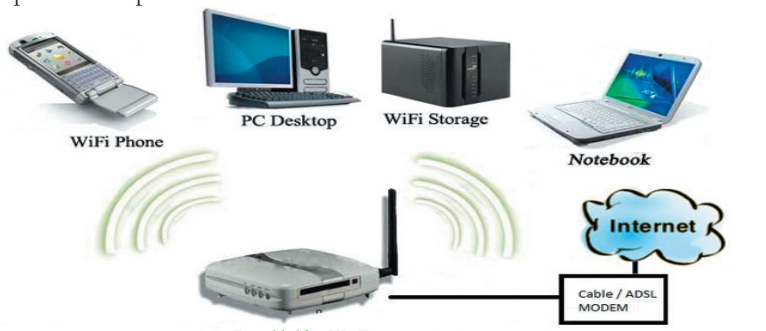 WiFi Phone
PC Desktop
WiFi Storage
Notebook
Internet
Cable / ADSL
MODEM